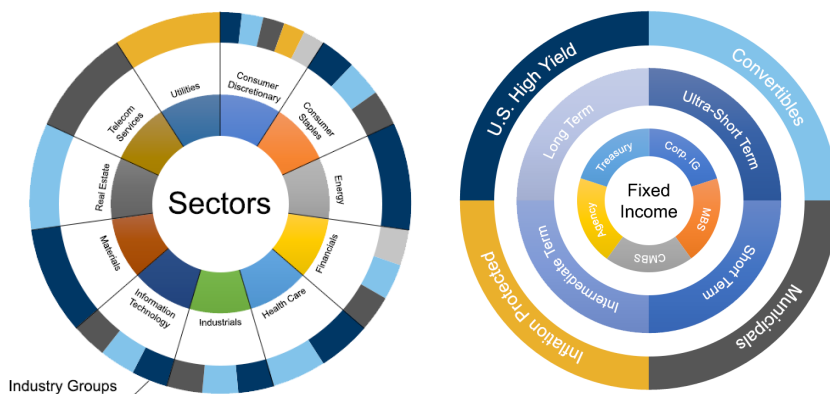 Sectors
Consumer
Discretionary
Consumer
Staples
Energy
Financials
Health Care
Industrials
Information
Technology
Materials
Real Estate
Telecom
Services
Utilities
Industry Groups
Fixed
Income
Corp. IG
MBS
CMBS
Agency
Treasury
Ultra-Short Term
Short Term
Intermediate Term
Long Term
U.S. High Yield
Convertibles
Municipals
Inflation Protected